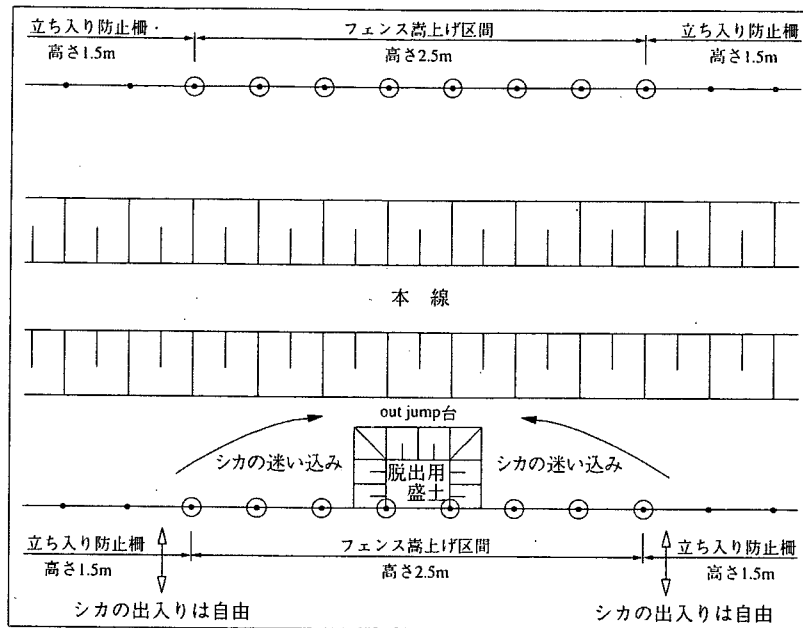 立ち入り防止柵
フェンス嵩上げ区間
立ち入り防止柵
高さ1.5m
高さ2.5m
高さ1.5m
本線
out jump台
シカの迷い込み
脱出用
盛土
シカの迷い込み
立ち入り防止柵
フェンス嵩上げ区間
立ち入り防止柵
高さ1.5m
高さ2.5m
高さ1.5m
シカの出入りは自由
シカの出入りは自由